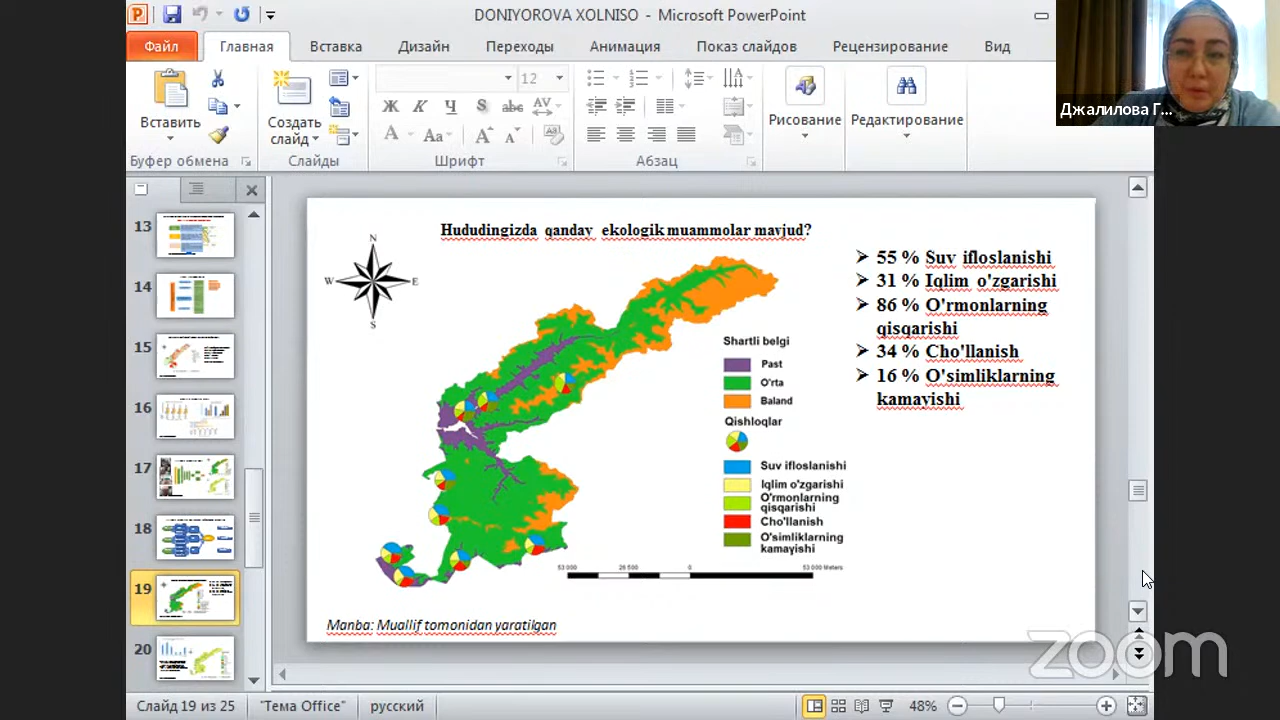 DONIYOROVA XOLNISO - Microsoft PowerPoint
Файл Главная Вставка Дизайн Переходы Анимация Показ слайдов Рецензирование Вид
Вставить
Буфер обмена
Создать
слайд
Слайды
12
Ж К Ч S abc AV
A Aa A A
Шрифт
Абзац
Рисование
Редактирование
Джалилова Г...
13
14
15
16
17
18
19
20
Hududingizda qanday ekologik muammolar mavjud?
N
W E
S
55 % Suv ifloslanishi
31 % Iqlim o'zgarishi
86 % O'rmonlarning
qisqarishi
34 % Cho'llanish
16 % O'simliklarning
kamayishi
Shartli belgi
Past
O'rta
Baland
Qishloqlar
Suv ifloslanishi
Iqlim o'zgarishi
O'rmonlarning
qisqarishi
Cho'llanish
O'simliklarning
kamayishi
53 000 26 500 0 53 000 Meters
Manba: Muallif tomonidan yaratilgan
zoom
Слайд 19 из 25 "Тема Office" русский 48%